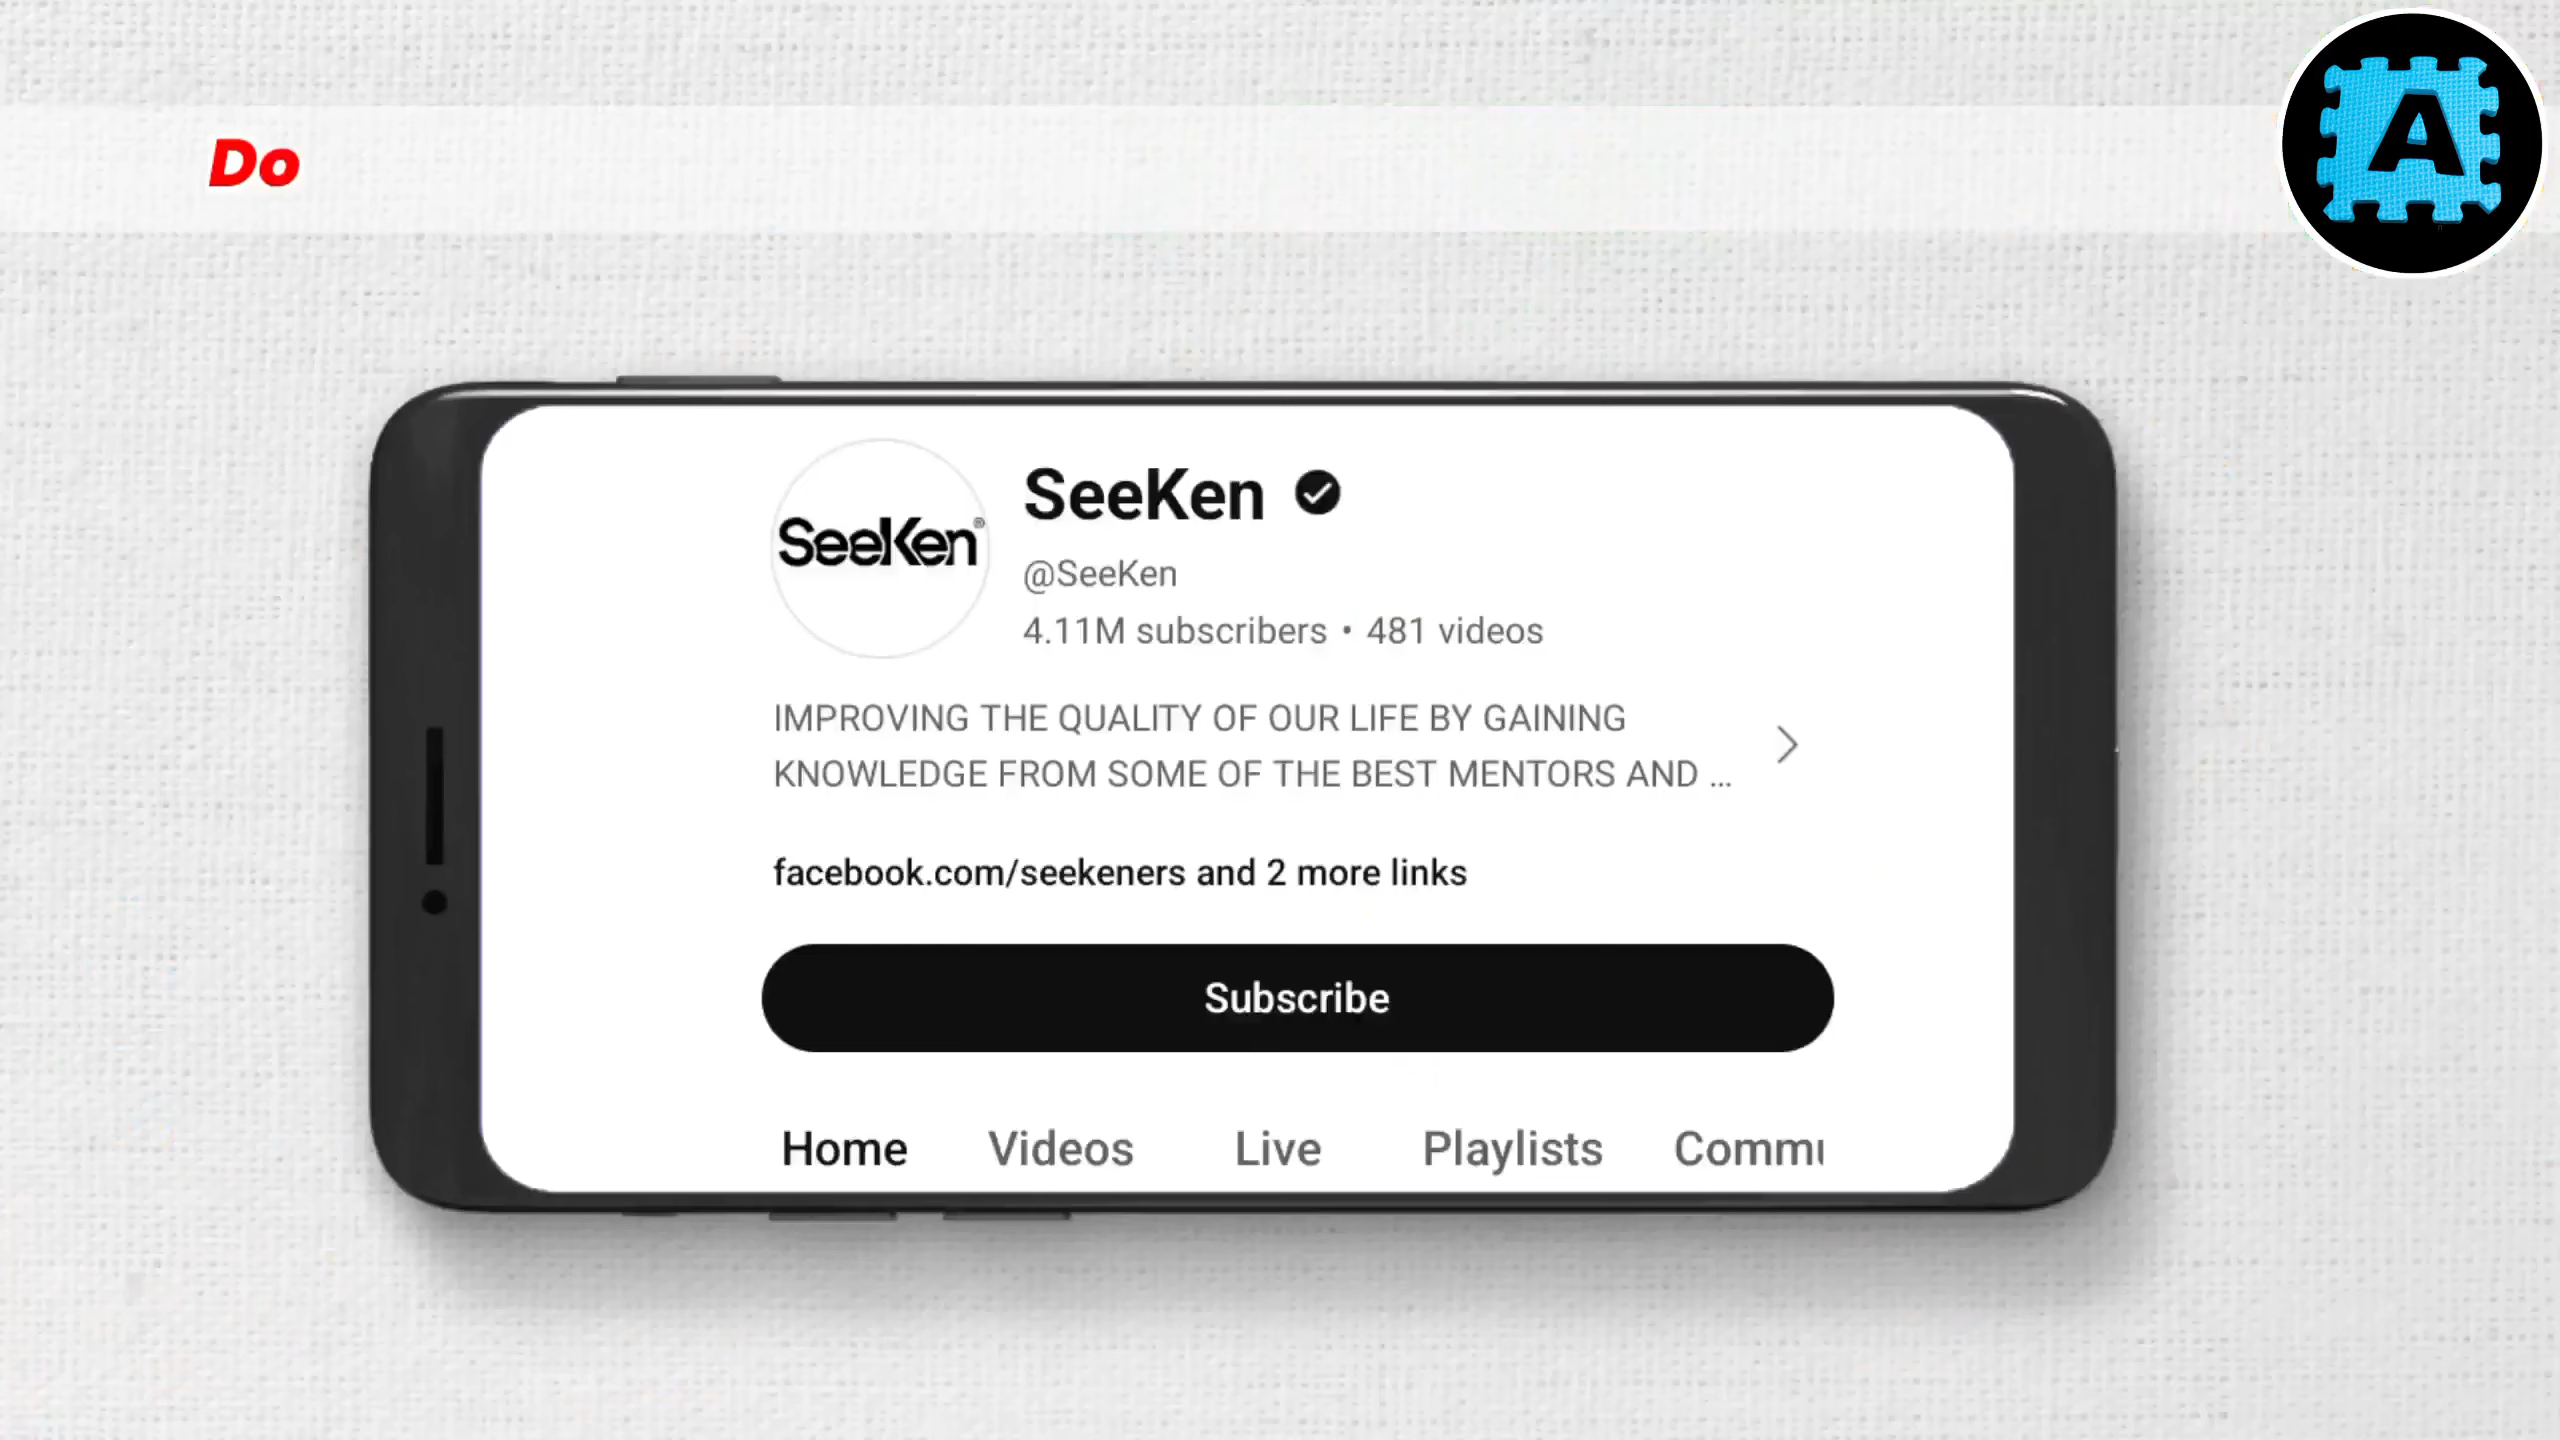 Do
A
SeeKen®
SeeKen
@SeeKen
4.11M subscribers • 481 videos
IMPROVING THE QUALITY OF OUR LIFE BY GAINING
KNOWLEDGE FROM SOME OF THE BEST MENTORS AND ...
facebook.com/seekeners and 2 more links
Subscribe
Home Videos Live Playlists Commu